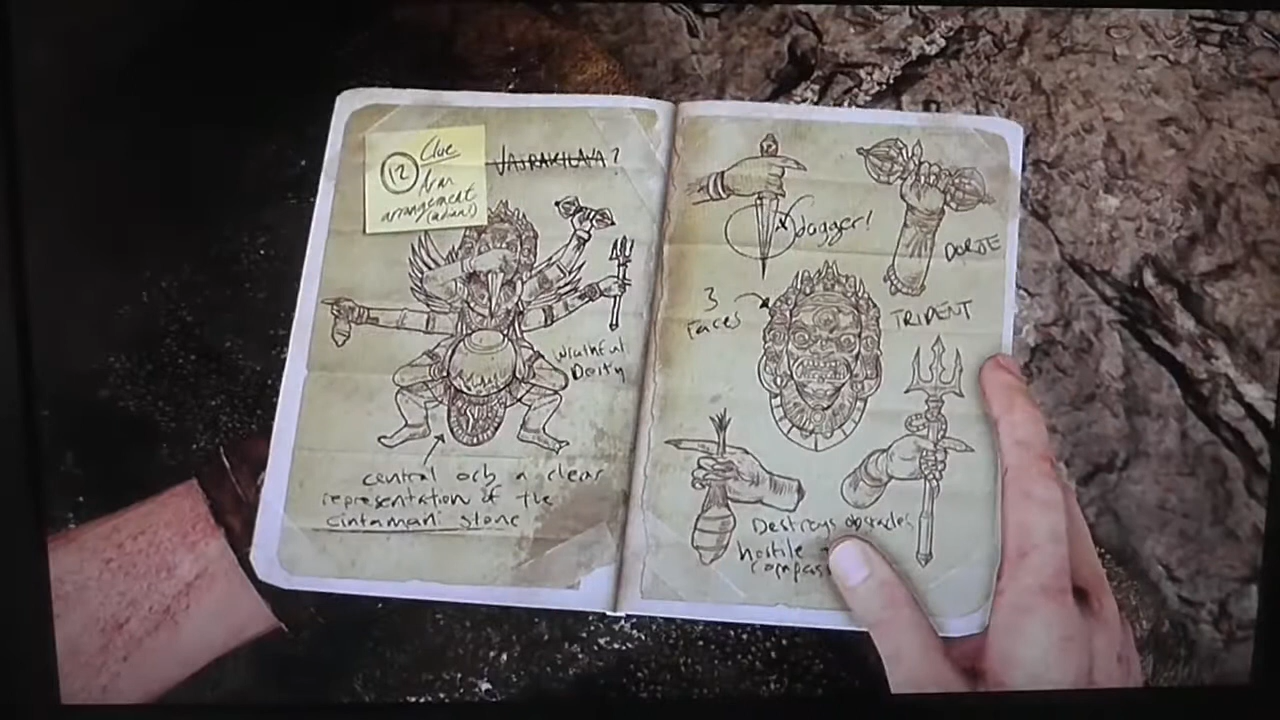 12
Clue
Arm
arrangement
VAJRAKILAYA?
Wrathful
Deity
central orb a clear
representation of the
cintamani stone
dagger!
DORJE
3
Faces
TRIDENT
Destroys obstacles
hostile